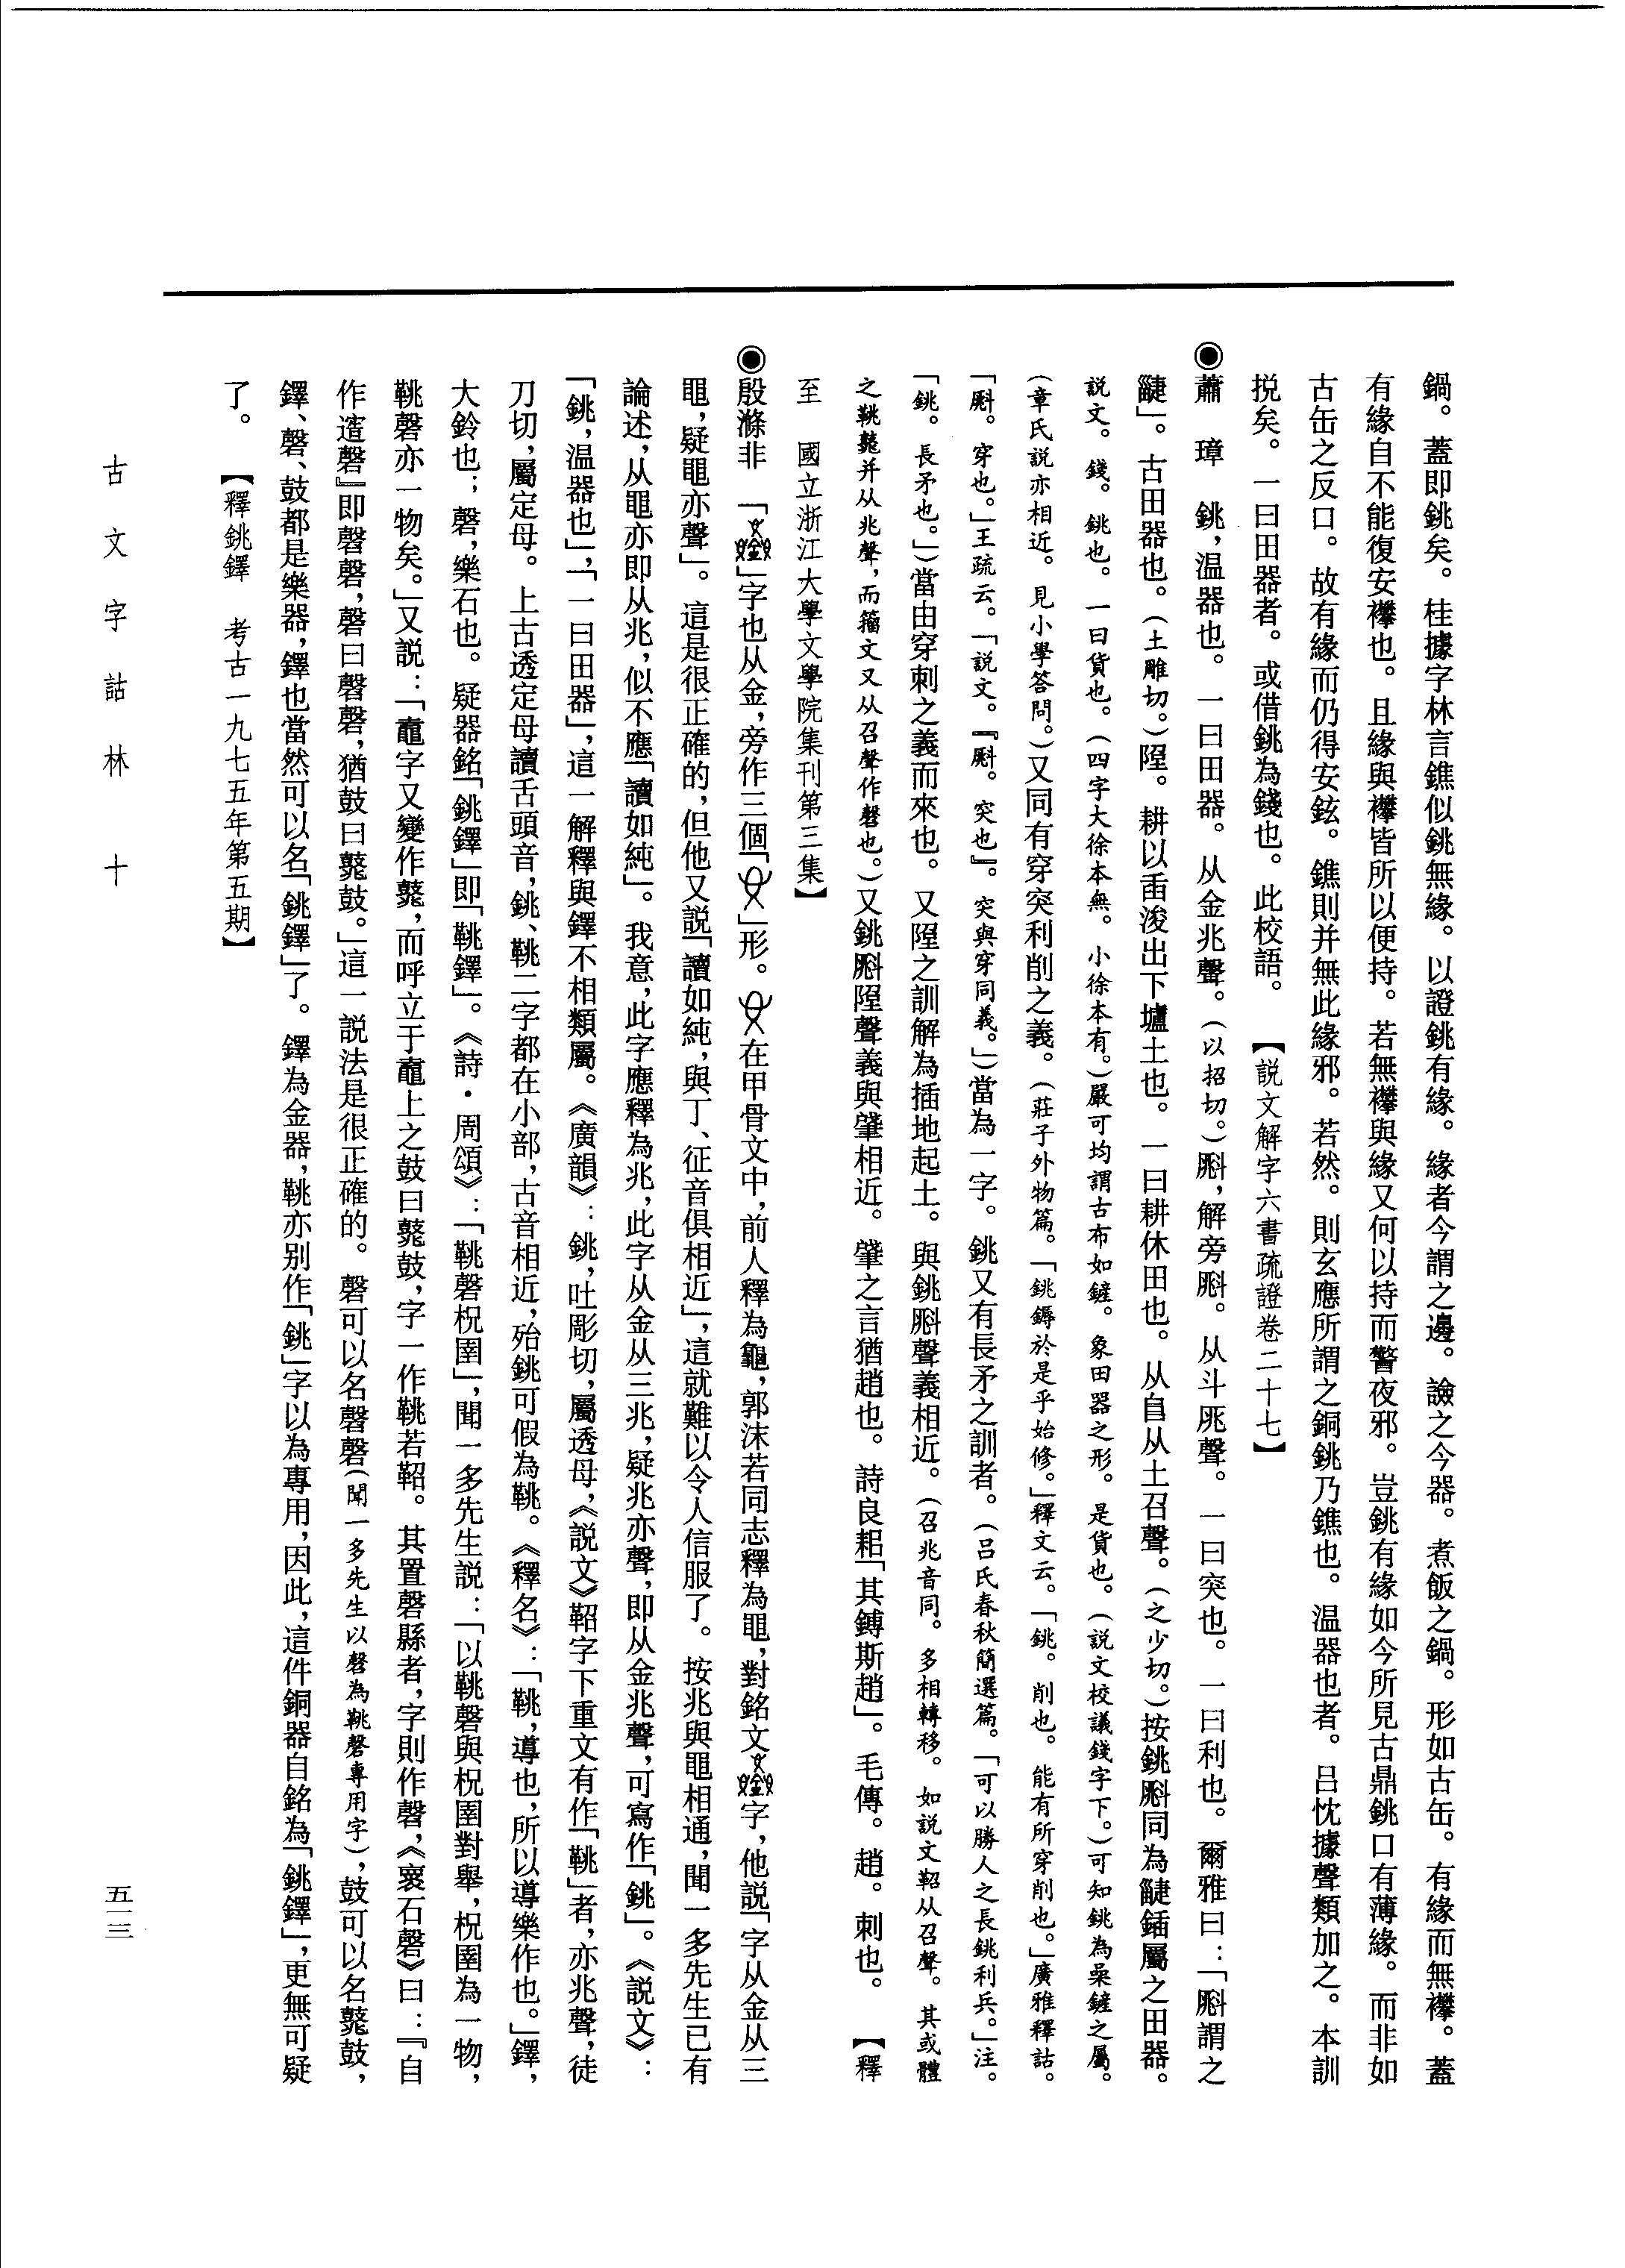 鍋。蓋即銚矣。桂據字林言鐎似銚無緣。以證銚有緣。緣者今謂之邊。譣之今器。煮飯之鍋。形如古缶。有緣而無襻。蓋
有緣自不能復安襻也。且緣與襻皆所以便持。若無襻與緣又何以持而警夜邪。豈銚有緣如今所見古鼎銚口有薄緣。而非如
古缶之反口。故有緣而仍得安鉉。鐎則并無此緣邪。若然。則玄應所謂之銅銚乃鐎也。温器也者。吕忱據聲類加之。本訓
挩矣。一曰田器者。或借銚為錢也。此校語。【説文解字六書疏證卷二十七】
◉蕭 璋 銚,温器也。一曰田器。从金兆聲。(以招切。)斛,解旁斛。从斗厎聲。一曰突也。一曰利也。爾雅曰:「斛謂之
疀」。古田器也。(土雕切。)隉。耕以臿浚出下壚土也。一曰耕休田也。从𨸏从土召聲。(之少切。)按銚斛同為疀鍤屬之田器。
説文。錢。銚也。一曰貨也。(四字大徐本無。小徐本有。)嚴可均謂古布如鏟。象田器之形。是貨也。(説文校議錢字下。)可知銚為臿鏟之屬。
(章氏説亦相近。見小學答問。)又同有穿突利削之義。(莊子外物篇。「銚鎒於是乎始修。」釋文云。「銚。削也。能有所穿削也。」廣雅釋詁。
「斛。穿也。」王疏云。「説文。『斛。突也』。突與穿同義。」)當為一字。銚又有長矛之訓者。(吕氏春秋簡選篇。「可以勝人之長銚利兵。」注。
「銚。長矛也。」)當由穿刺之義而來也。又隉之訓解為插地起土。與銚斛聲義相近。(召兆音同。多相轉移。如説文鞀从召聲。其或體
之鞉鼗并从兆聲,而籀文又从召聲作磬也。)又銚斛隉聲義與肇相近。肇之言猶趙也。詩良耜「其鎛斯趙」。毛傳。趙。刺也。【釋
至 國立浙江大學文學院集刊第三集】
◉殷滌非 「」字也从金,旁作三個「」形。在甲骨文中,前人釋為龜,郭沫若同志釋為黽,對銘文字,他説「字从金从三
黽,疑黽亦聲」。這是很正確的,但他又説「讀如純,與丁、征音俱相近」,這就難以令人信服了。按兆與黽相通,聞一多先生已有
論述,从黽亦即从兆,似不應「讀如純」。我意,此字應釋為兆,此字从金从三兆,疑兆亦聲,即从金兆聲,可寫作「銚」。《説文》:
「銚,温器也」,「一曰田器」,這一解釋與鐸不相類屬。《廣韻》:銚,吐彫切,屬透母,《説文》鞀字下重文有作「鞉」者,亦兆聲,徒
刀切,屬定母。上古透定母讀舌頭音,銚、鞉二字都在小部,古音相近,殆銚可假為鞉。《釋名》:「鞉,導也,所以導樂作也。」鐸,
大鈴也;磬,樂石也。疑器銘「銚鐸」即「鞉鐸」。《詩·周頌》:「鞉磬柷圉」,聞一多先生説:「以鞉磬與柷圉對舉,柷圉為一物,
鞉磬亦一物矣。」又説:「鼀字又變作鼗,而呼立于鼀上之鼓曰鼗鼓,字一作鞉若鞀。其置磬縣者,字則作磬,《裦石磬》曰:『自
作造磬』即磬磬,磬曰磬磬,猶鼓曰鼗鼓。」這一説法是很正確的。磬可以名磬磬(聞一多先生以磬為鞉磬專用字),鼓可以名鼗鼓,
鐸、磬、鼓都是樂器,鐸也當然可以名「銚鐸」了。鐸為金器,鞉亦别作「銚」字以為專用,因此,這件銅器自銘為「銚鐸」,更無可疑
了。【釋銚鐸 考古一九七五年第五期】
古文字詁林 十
五二三